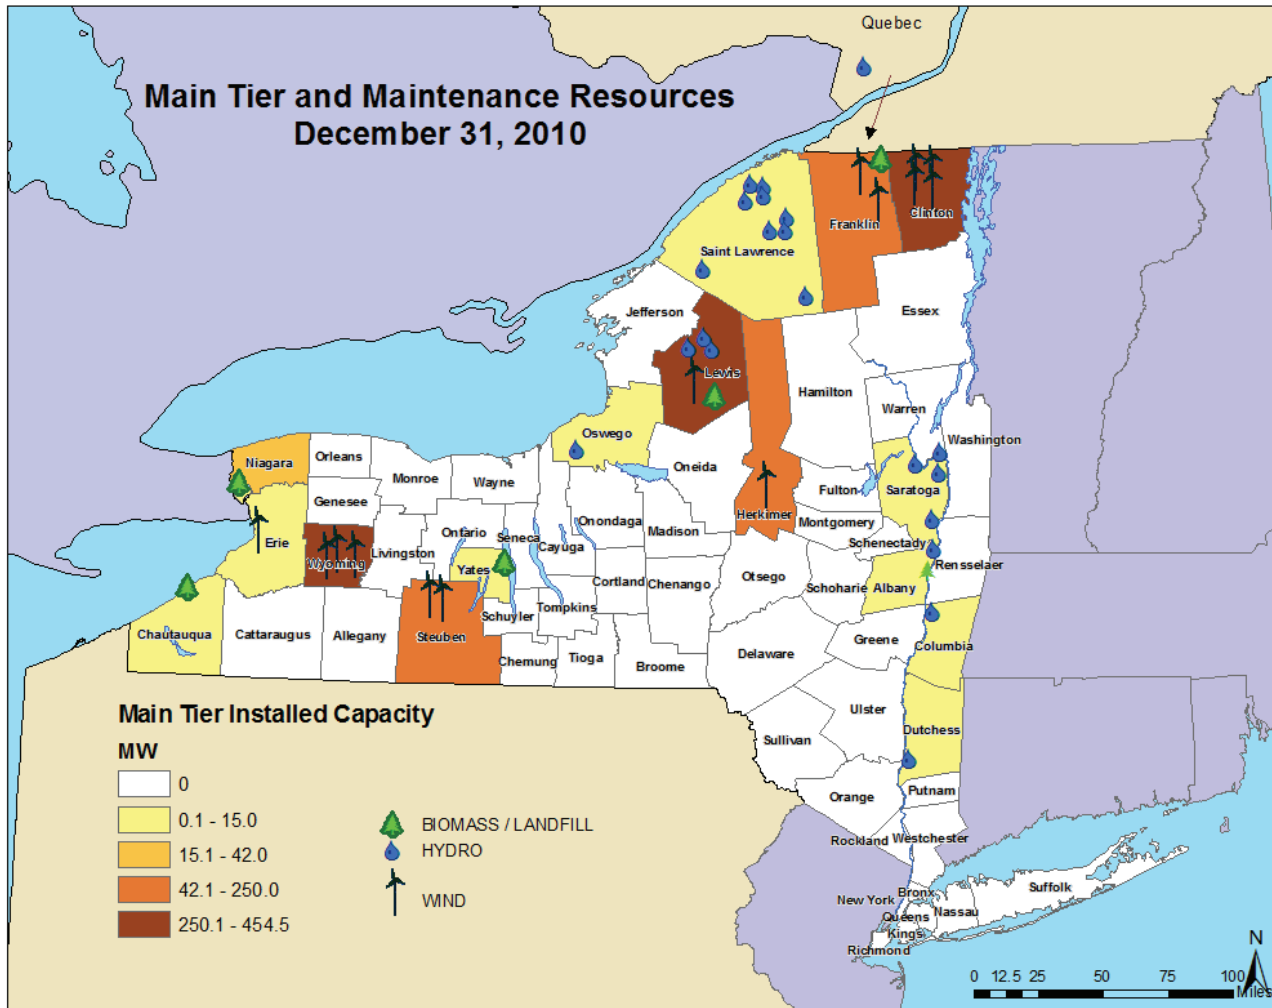 Quebec
Main Tier and Maintenance Resources
December 31, 2010
Clinton
Franklin
Saint Lawrence
Essex
Jefferson
Lewis
Hamilton
Warren
Washington
Oswego
Oneida
Niagara
Orleans
Monroe
Wayne
Genesee
Herkimer
Fulton
Saratoga
Montgomery
Onondaga
Madison
Ontario
Seneca
Cayuga
Erie
Wyoming
Livingston
Yates
Schenectady
Rensselaer
Otsego
Schoharie
Albany
Cortland
Chenango
Schuyler
Tompkins
Chautauqua
Cattaraugus
Allegany
Steuben
Chemung
Tioga
Broome
Delaware
Greene
Columbia
Ulster
Dutchess
Sullivan
Orange
Putnam
Rockland
Westchester
New York
Bronx
Queens
Nassau
Suffolk
Kings
Richmond
Main Tier Installed Capacity
MW
0
0.1 - 15.0
15.1 - 42.0
42.1 - 250.0
250.1 - 454.5
BIOMASS / LANDFILL
HYDRO
WIND
N
0 12.5 25 50 75 100
Miles